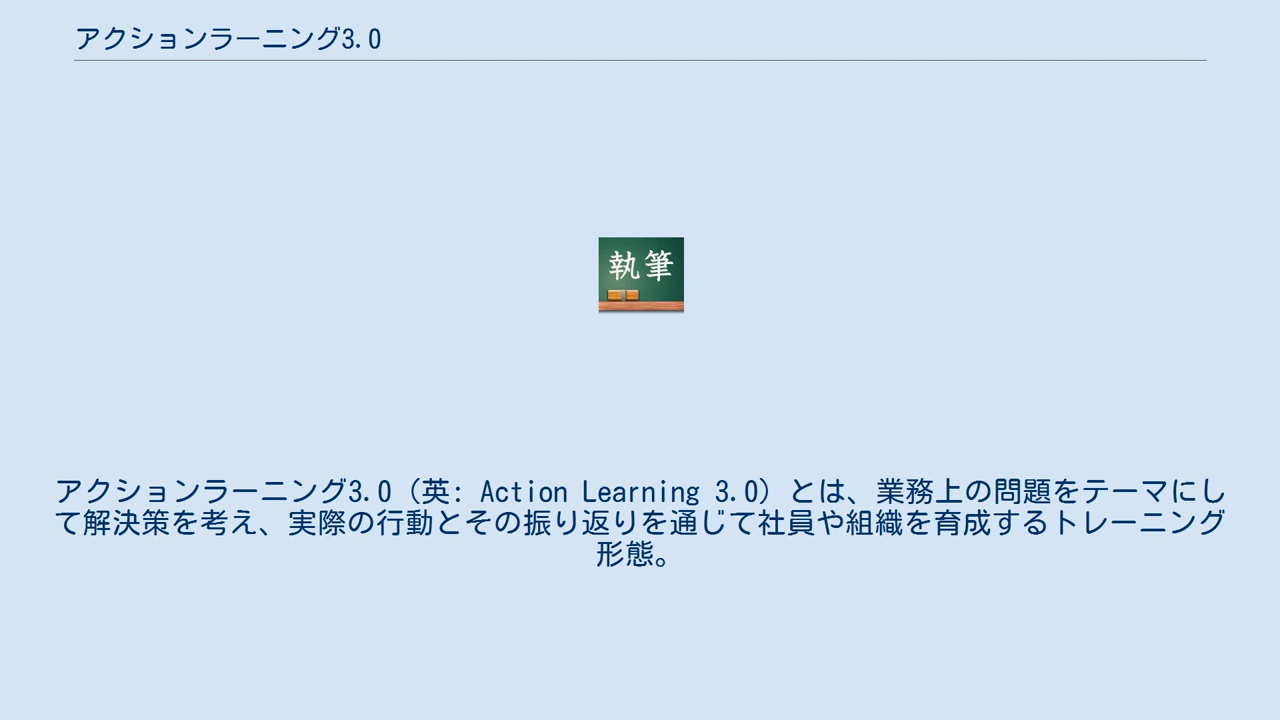 アクションラーニング3.0
執筆
アクションラーニング3.0（英: Action Learning 3.0）とは、業務上の問題をテーマにし
て解決策を考え、実際の行動とその振り返りを通じて社員や組織を育成するトレーニング
形態。